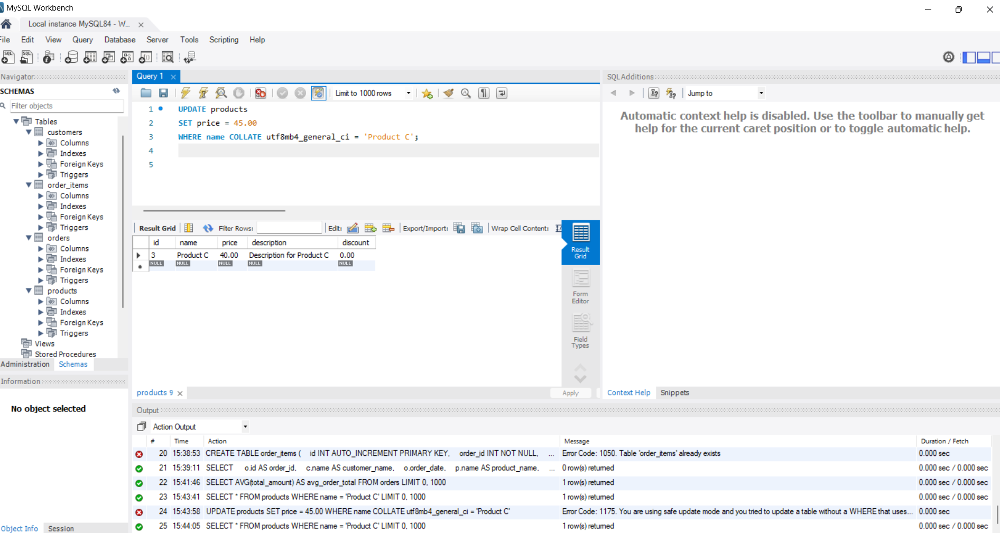 MySQL Workbench
Local instance MySQL84 - W...
File Edit View Query Database Server Tools Scripting Help
Navigator
SCHEMAS
Filter objects
Tables
customers
Columns
Indexes
Foreign Keys
Triggers
order_items
Columns
Indexes
Foreign Keys
Triggers
orders
Columns
Indexes
Foreign Keys
Triggers
products
Columns
Indexes
Foreign Keys
Triggers
Views
Stored Procedures
Administration Schemas
Information
No object selected
Object Info Session
Query 1
Limit to 1000 rows
1 UPDATE products
2 SET price = 45.00
3 WHERE name COLLATE utf8mb4_general_ci = 'Product C';
4
5
Result Grid Filter Rows: Edit: Export/Import: Wrap Cell Content:
id name price description discount
3 Product C 40.00 Description for Product C 0.00
NULL NULL NULL NULL NULL
Result
Grid
Form
Editor
Field
Types
products 9
Apply
SQLAdditions
Jump to
Automatic context help is disabled. Use the toolbar to manually get
help for the current caret position or to toggle automatic help.
Context Help Snippets
Output
Action Output
# Time Action Message Duration / Fetch
20 15:38:53 CREATE TABLE order_items ( id INT AUTO_INCREMENT PRIMARY KEY, order_id INT NOT NULL, ... Error Code: 1050. Table 'order_items' already exists 0.000 sec
21 15:39:11 SELECT o.id AS order_id, c.name AS customer_name, o.order_date, p.name AS product_name, ... 0 row(s) returned 0.000 sec / 0.000 sec
22 15:41:46 SELECT AVG(total_amount) AS avg_order_total FROM orders LIMIT 0, 1000 1 row(s) returned 0.000 sec / 0.000 sec
23 15:43:41 SELECT * FROM products WHERE name = 'Product C' LIMIT 0, 1000 1 row(s) returned 0.000 sec / 0.000 sec
24 15:43:58 UPDATE products SET price = 45.00 WHERE name COLLATE utf8mb4_general_ci = 'Product C' Error Code: 1175. You are using safe update mode and you tried to update a table without a WHERE that uses... 0.000 sec
25 15:44:05 SELECT * FROM products WHERE name = 'Product C' LIMIT 0, 1000 1 row(s) returned 0.000 sec / 0.000 sec